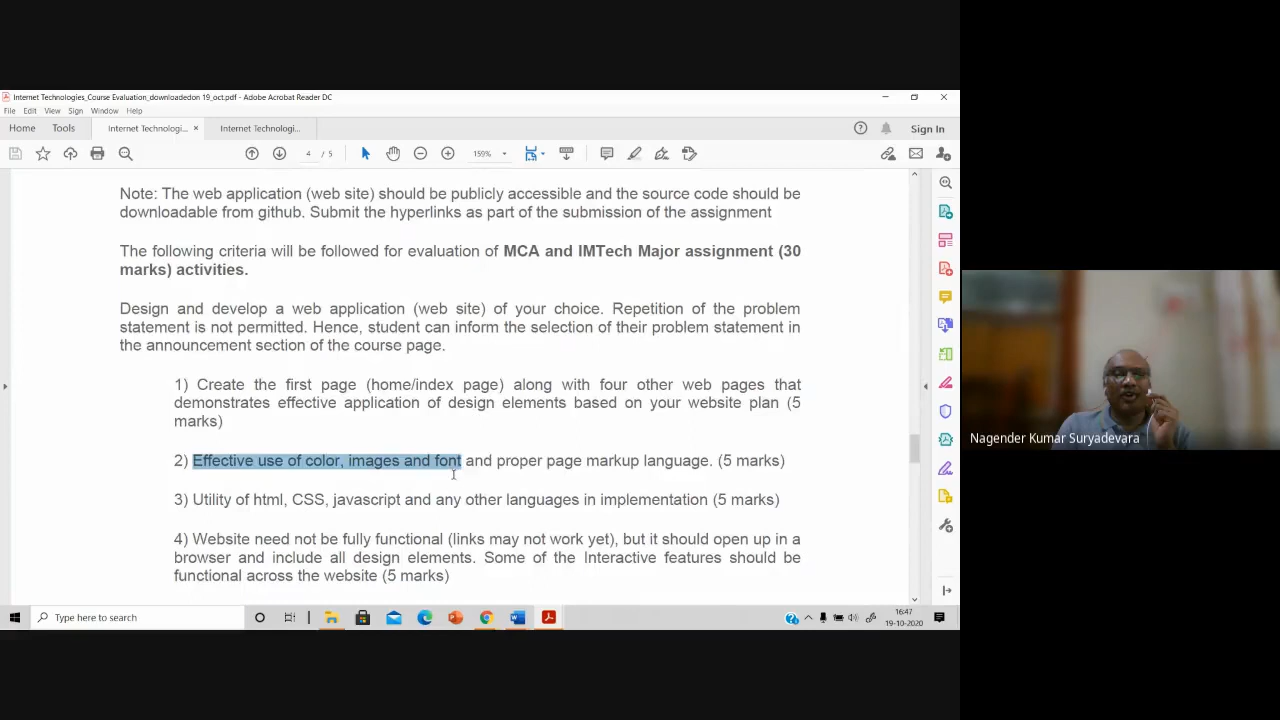 Internet Technologies_Course Evaluation_downloadedon 19_oct.pdf - Adobe Acrobat Reader DC
File Edit View Sign Window Help
Home Tools Internet Technologi... × Internet Technologi... Sign In
4 / 5 159%
Note: The web application (web site) should be publicly accessible and the source code should be
downloadable from github. Submit the hyperlinks as part of the submission of the assignment
The following criteria will be followed for evaluation of MCA and IMTech Major assignment (30
marks) activities.
Design and develop a web application (web site) of your choice. Repetition of the problem
statement is not permitted. Hence, student can inform the selection of their problem statement in
the announcement section of the course page.
1) Create the first page (home/index page) along with four other web pages that
demonstrates effective application of design elements based on your website plan (5
marks)
2) Effective use of color, images and font and proper page markup language. (5 marks)
3) Utility of html, CSS, javascript and any other languages in implementation (5 marks)
4) Website need not be fully functional (links may not work yet), but it should open up in a
browser and include all design elements. Some of the Interactive features should be
functional across the website (5 marks)
Nagender Kumar Suryadevara
Type here to search
16:47
19-10-2020